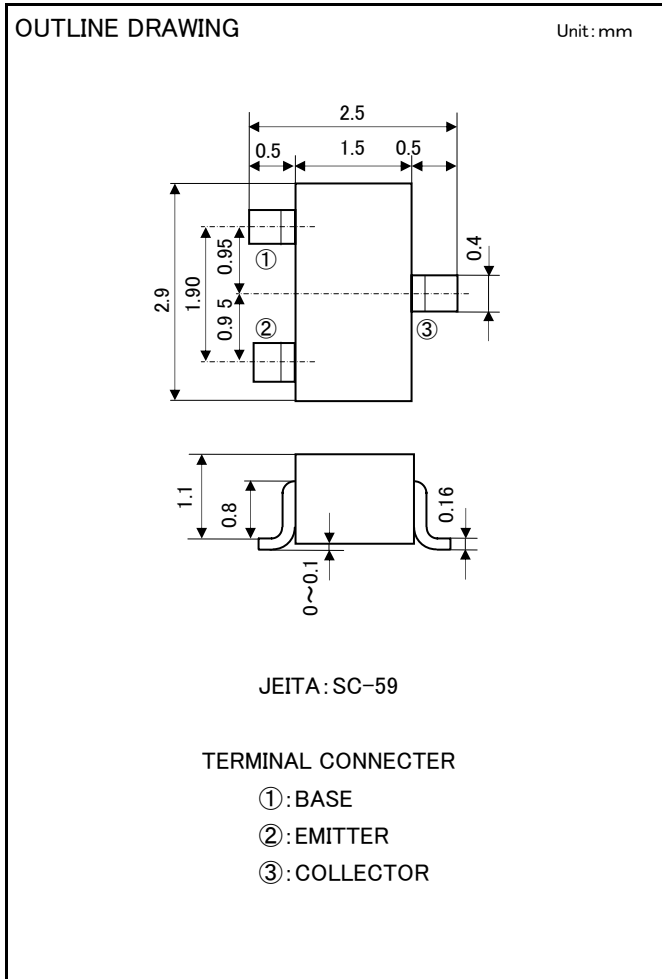 OUTLINE DRAWING
Unit:mm
2.5
0.5 1.5 0.5
2.9
1.90
0.95
0.9 5
0.4
①
②
③
1.1
0.8
0.16
0~0.1
JEITA:SC-59
TERMINAL CONNECTER
①:BASE
②:EMITTER
③:COLLECTOR